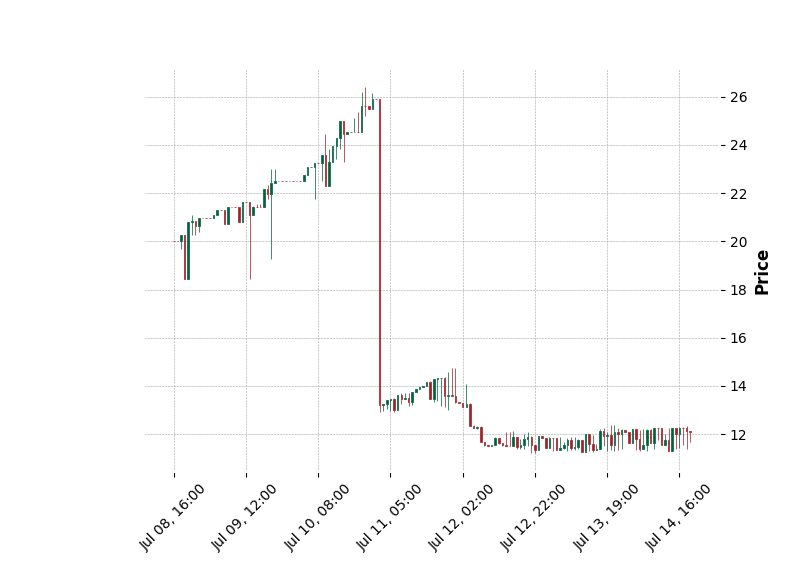 26
24
22
20
18
16
14
12
Price
Jul 08, 16:00
Jul 09, 12:00
Jul 10, 08:00
Jul 11, 05:00
Jul 12, 02:00
Jul 12, 22:00
Jul 13, 19:00
Jul 14, 16:00